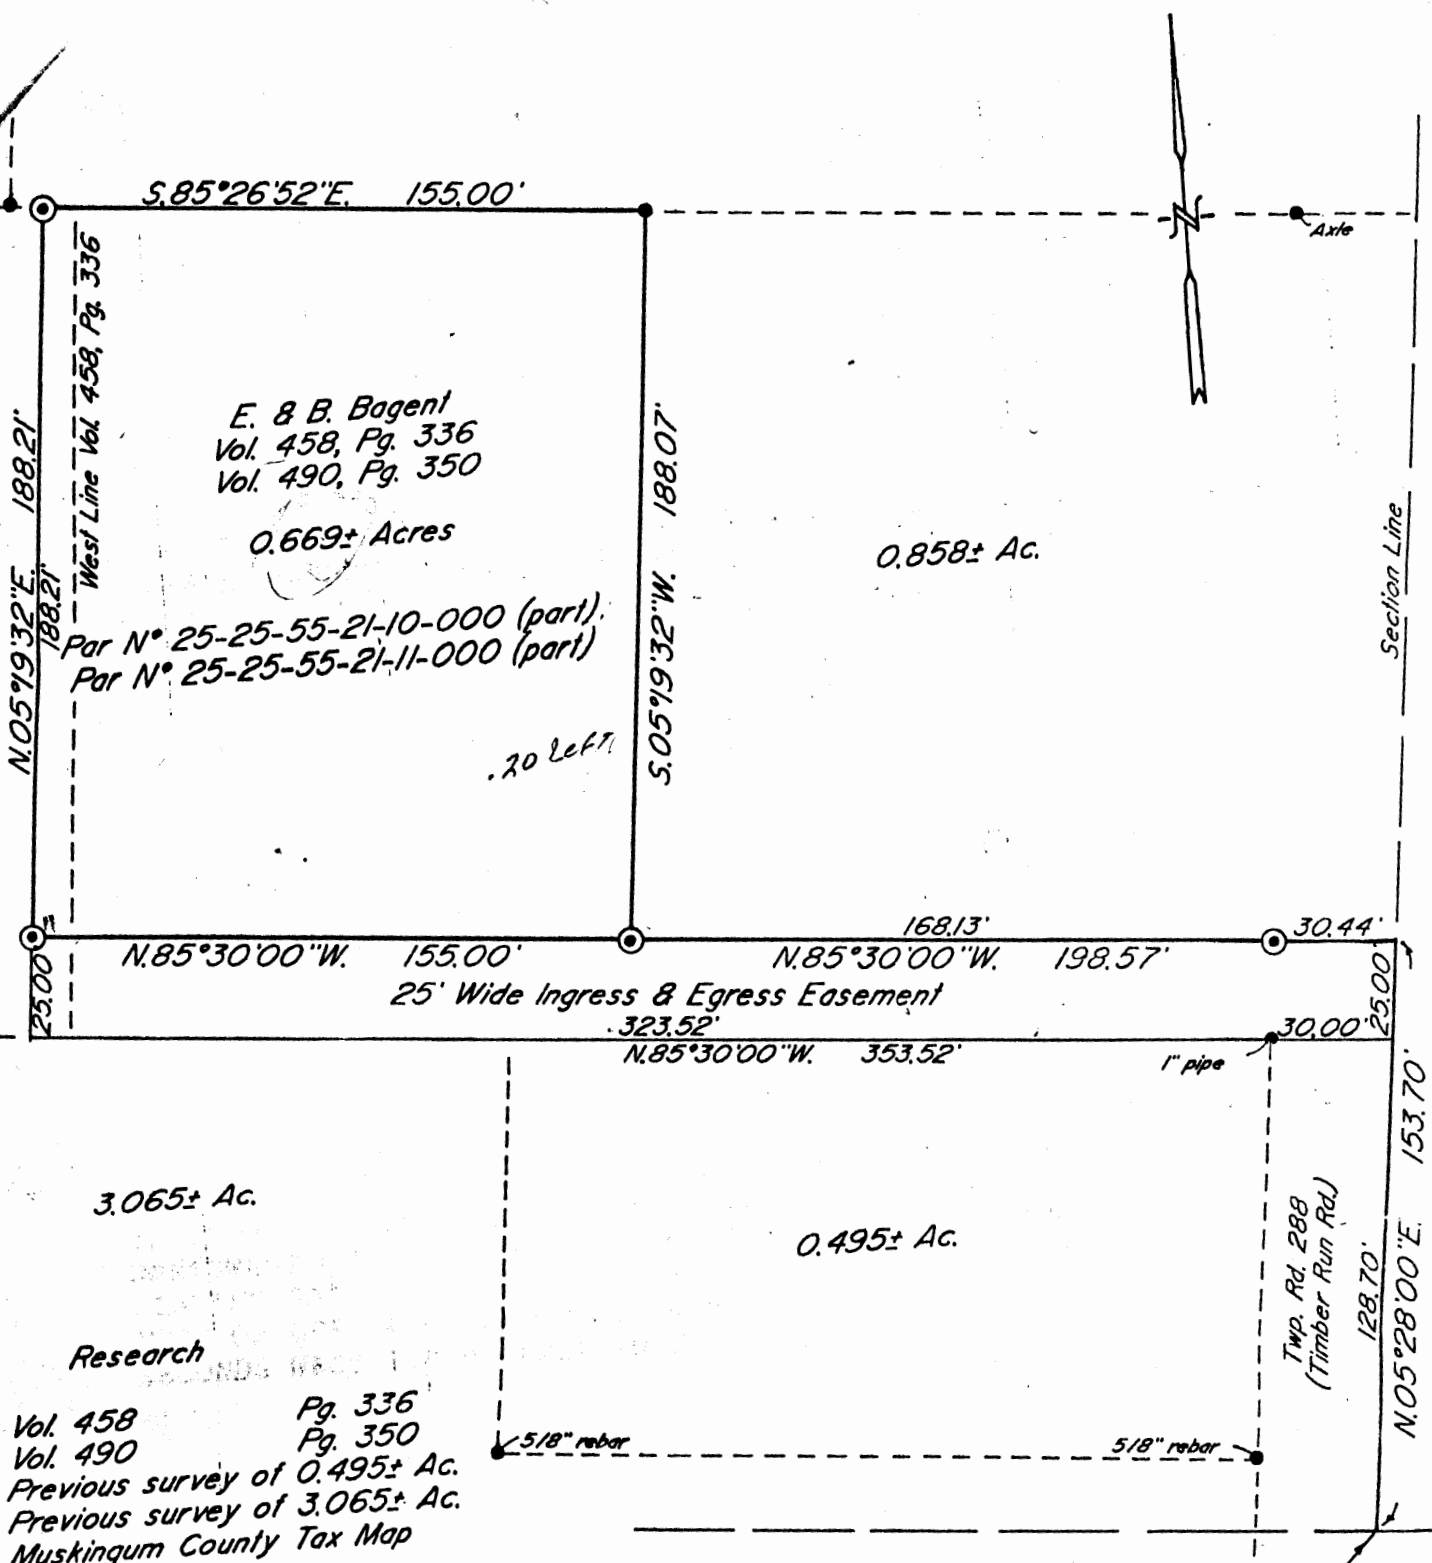 S.85°26'52"E. 155.00'
Axle
N.05°19'32"E. 188.21'
188.21'
West Line Vol. 458, Pg. 336
E. & B. Bagent
Vol. 458, Pg. 336
Vol. 490, Pg. 350
0.669± Acres
Par Nº 25-25-55-21-10-000 (part)
Par Nº 25-25-55-21-11-000 (part)
.20 Left
S.05°19'32"W. 188.07'
0.858± Ac.
Section Line
168.13'
30.44'
N.85°30'00"W. 155.00'
N.85°30'00"W. 198.57'
25.00'
25' Wide Ingress & Egress Easement
25.00'
323.52'
30.00'
N.85°30'00"W. 353.52'
1" pipe
3.065± Ac.
0.495± Ac.
Twp. Rd. 288
(Timber Run Rd.)
128.70'
N.05°28'00"E. 153.70'
5/8" rebar
5/8" rebar
Research
Vol. 458 Pg. 336
Vol. 490 Pg. 350
Previous survey of 0.495± Ac.
Previous survey of 3.065± Ac.
Muskingum County Tax Map